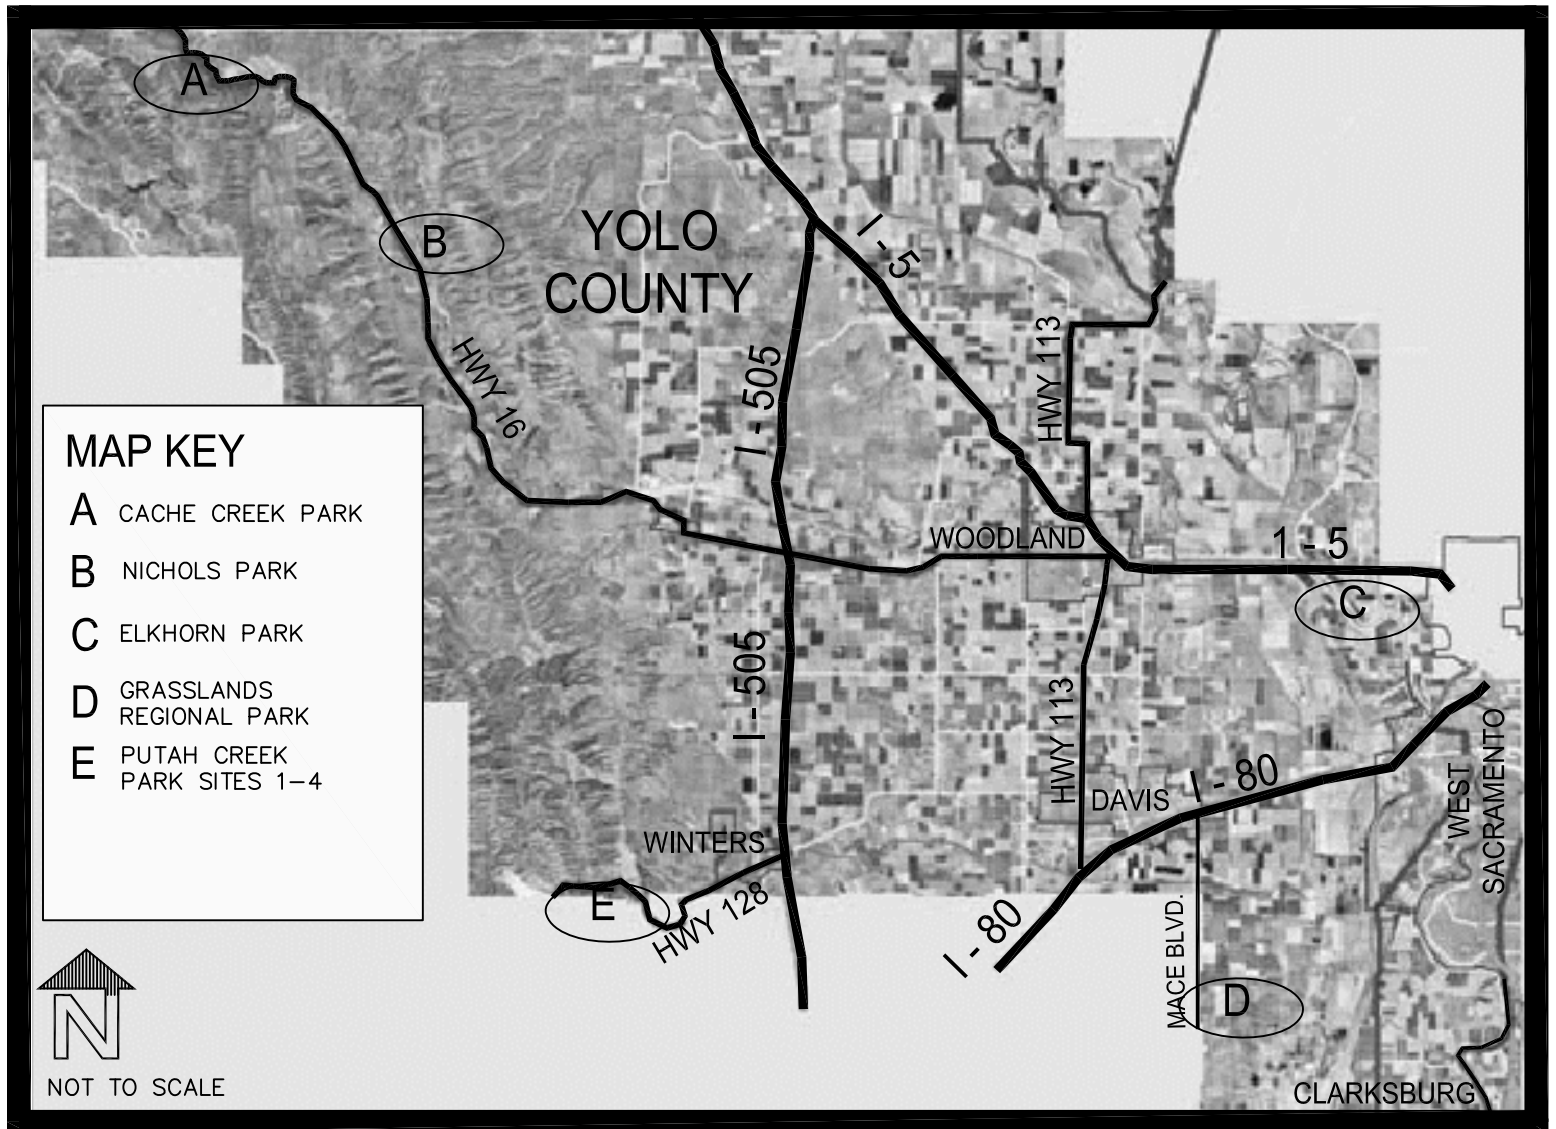 A
B
YOLO
COUNTY
I - 5
HWY 16
I - 505
HWY 113
MAP KEY
A CACHE CREEK PARK
B NICHOLS PARK
C ELKHORN PARK
D GRASSLANDS
REGIONAL PARK
E PUTAH CREEK
PARK SITES 1-4
WOODLAND
1 - 5
C
I - 505
HWY 113
DAVIS
I - 80
WEST
SACRAMENTO
WINTERS
E
HWY 128
I - 80
MACE BLVD.
D
N
NOT TO SCALE
CLARKSBURG